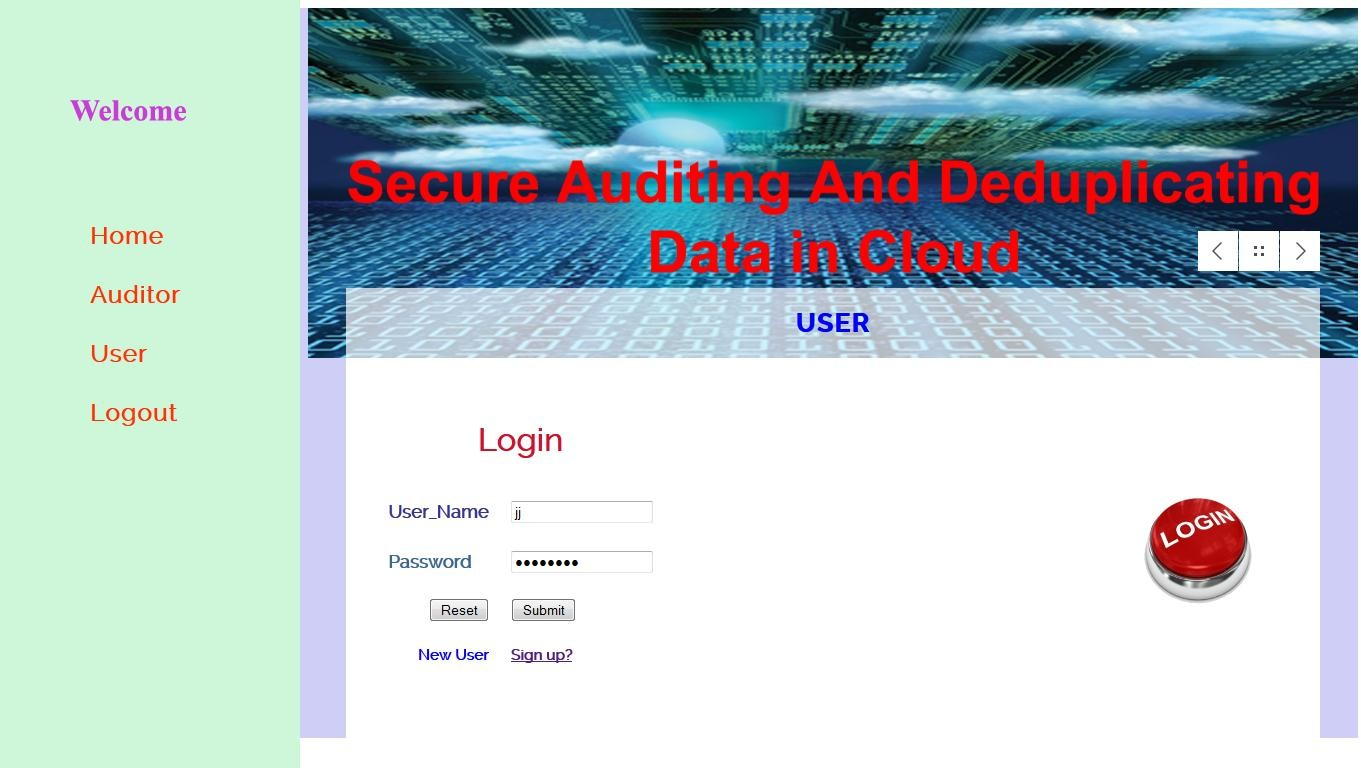 Welcome
Home
Auditor
User
Logout
Secure Auditing And Deduplicating
Data in Cloud
USER
Login
User_Name jj
Password ••••••••
Reset Submit
New User Sign up?
LOGIN